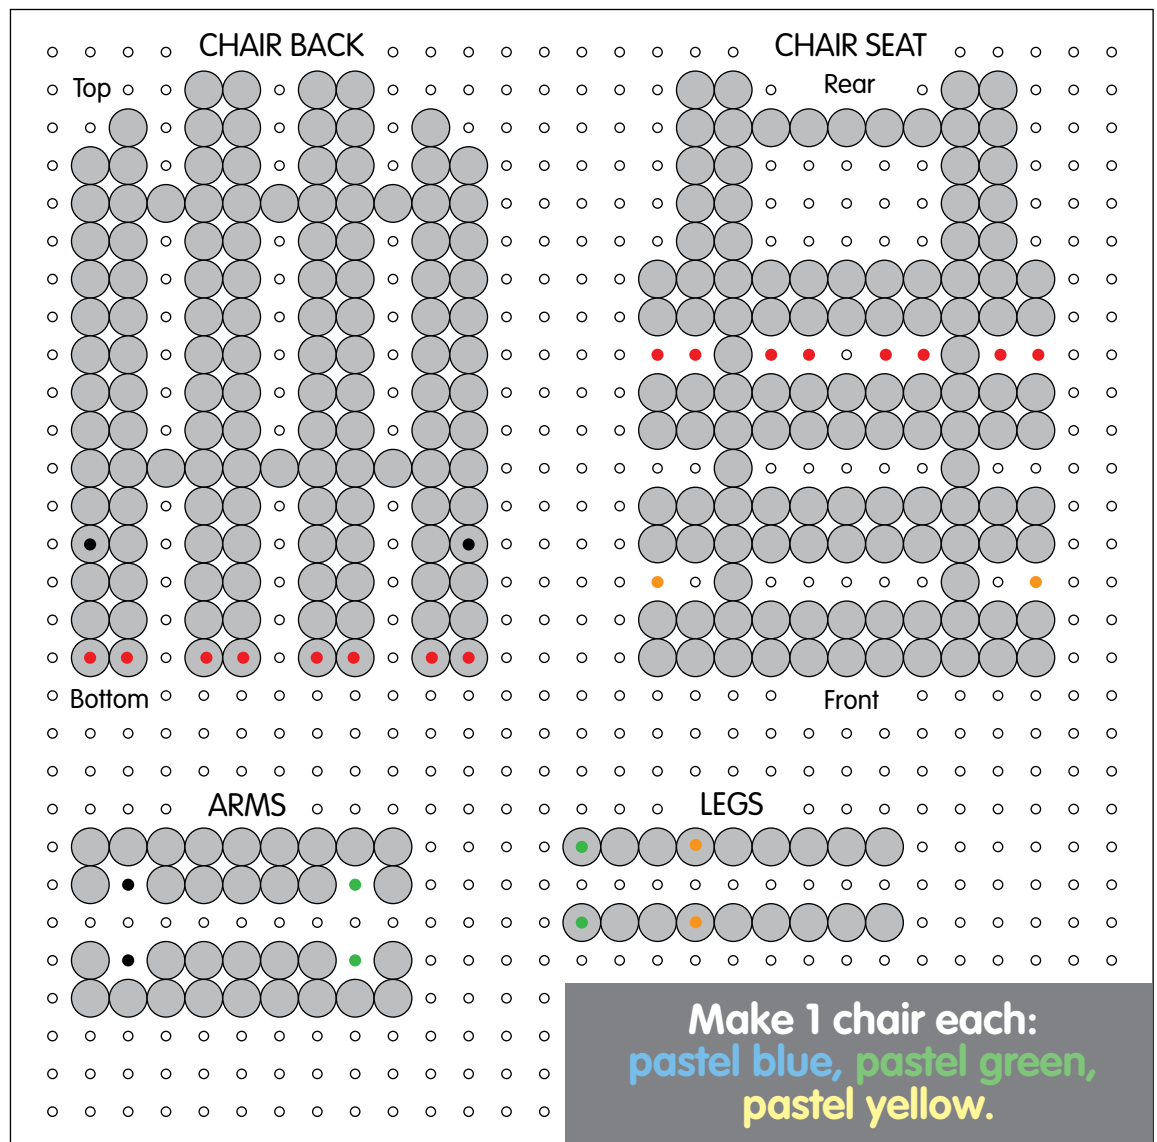 CHAIR BACK
Top
Bottom
CHAIR SEAT
Rear
Front
ARMS
LEGS
Make 1 chair each:
pastel blue, pastel green,
pastel yellow.